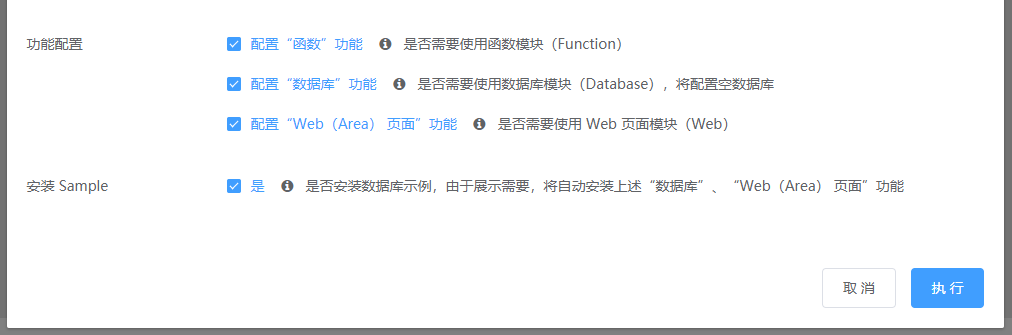 功能配置 配置“函数”功能 是否需要使用函数模块（Function）
配置“数据库”功能 是否需要使用数据库模块（Database），将配置空数据库
配置“Web（Area） 页面”功能 是否需要使用 Web 页面模块（Web）
安装 Sample 是 是否安装数据库示例，由于展示需要，将自动安装上述“数据库”、“Web（Area） 页面”功能
取 消 执 行